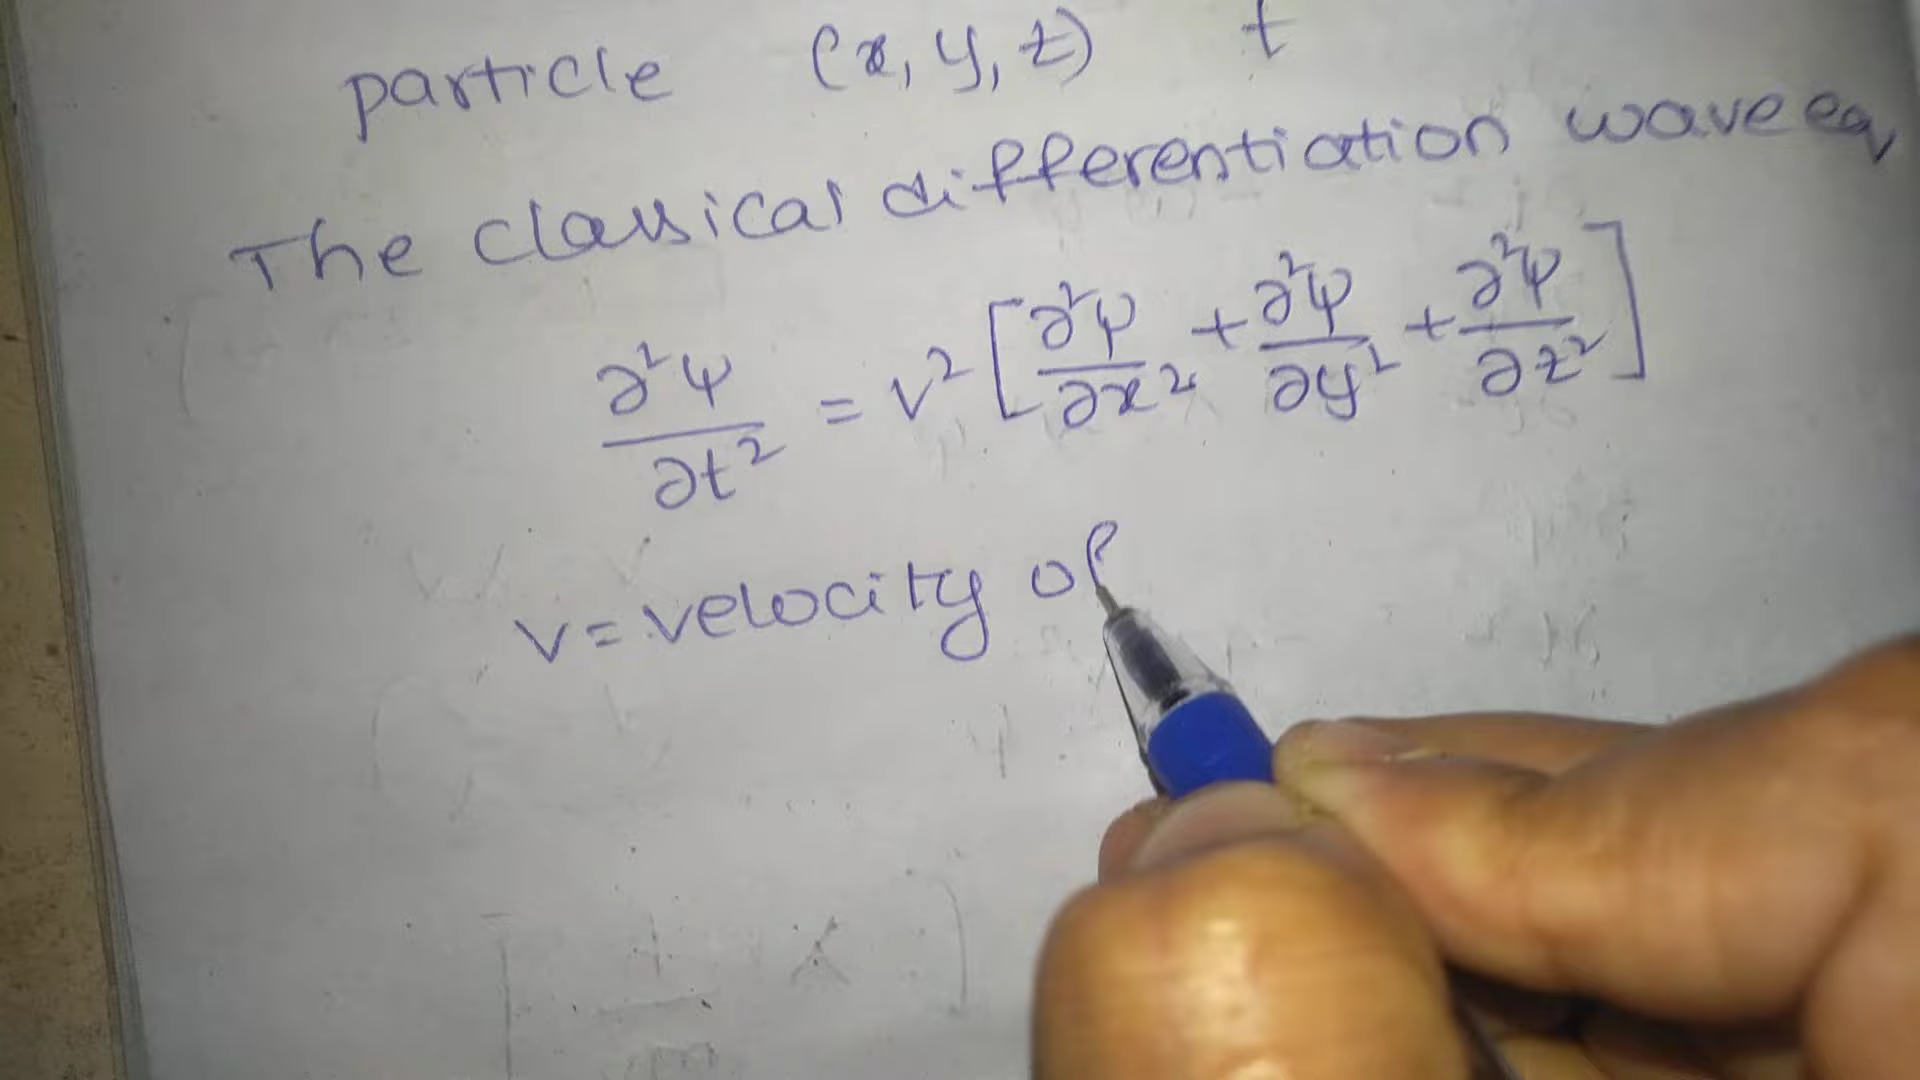 particle (x, y, z) t
The classical differentiation wave eq
∂²ψ/∂t² = v² [∂²ψ/∂x² + ∂²ψ/∂y² + ∂²ψ/∂z²]
v = velocity of